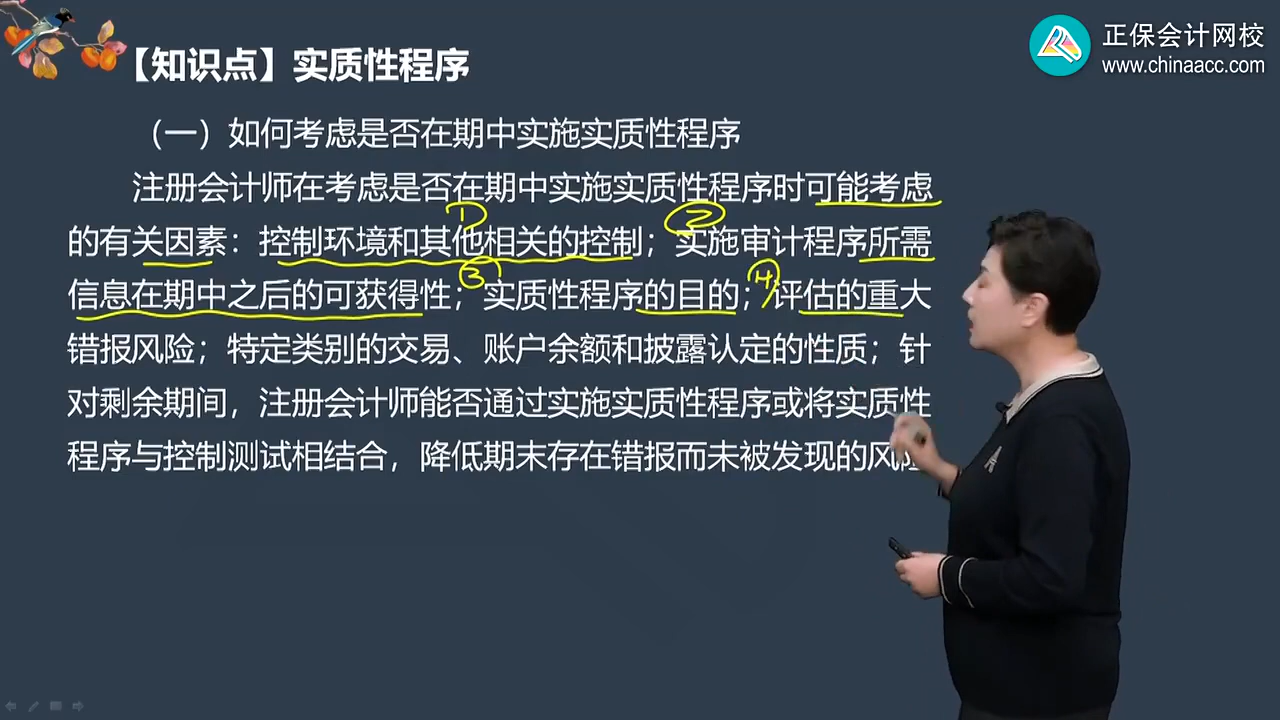 正保会计网校
www.chinaacc.com
【知识点】实质性程序
（一）如何考虑是否在期中实施实质性程序
注册会计师在考虑是否在期中实施实质性程序时可能考虑
的有关因素：控制环境和其他相关的控制；实施审计程序所需
信息在期中之后的可获得性；实质性程序的目的；评估的重大
错报风险；特定类别的交易、账户余额和披露认定的性质；针
对剩余期间，注册会计师能否通过实施实质性程序或将实质性
程序与控制测试相结合，降低期末存在错报而未被发现的风险
1
2
3
4